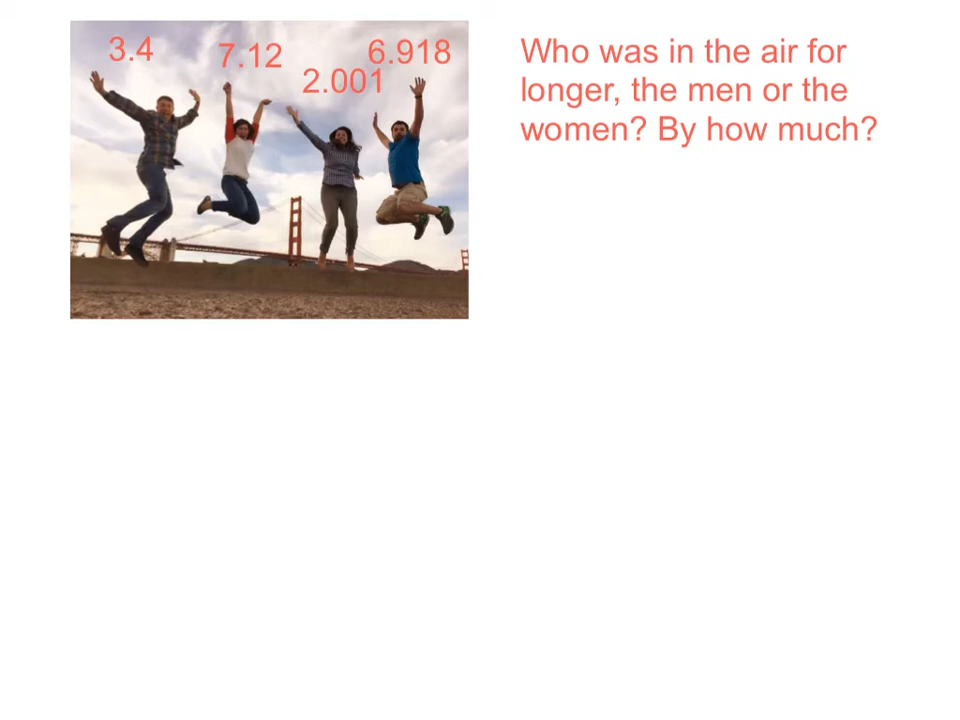 3.4
7.12
2.001
6.918
Who was in the air for
longer, the men or the
women? By how much?